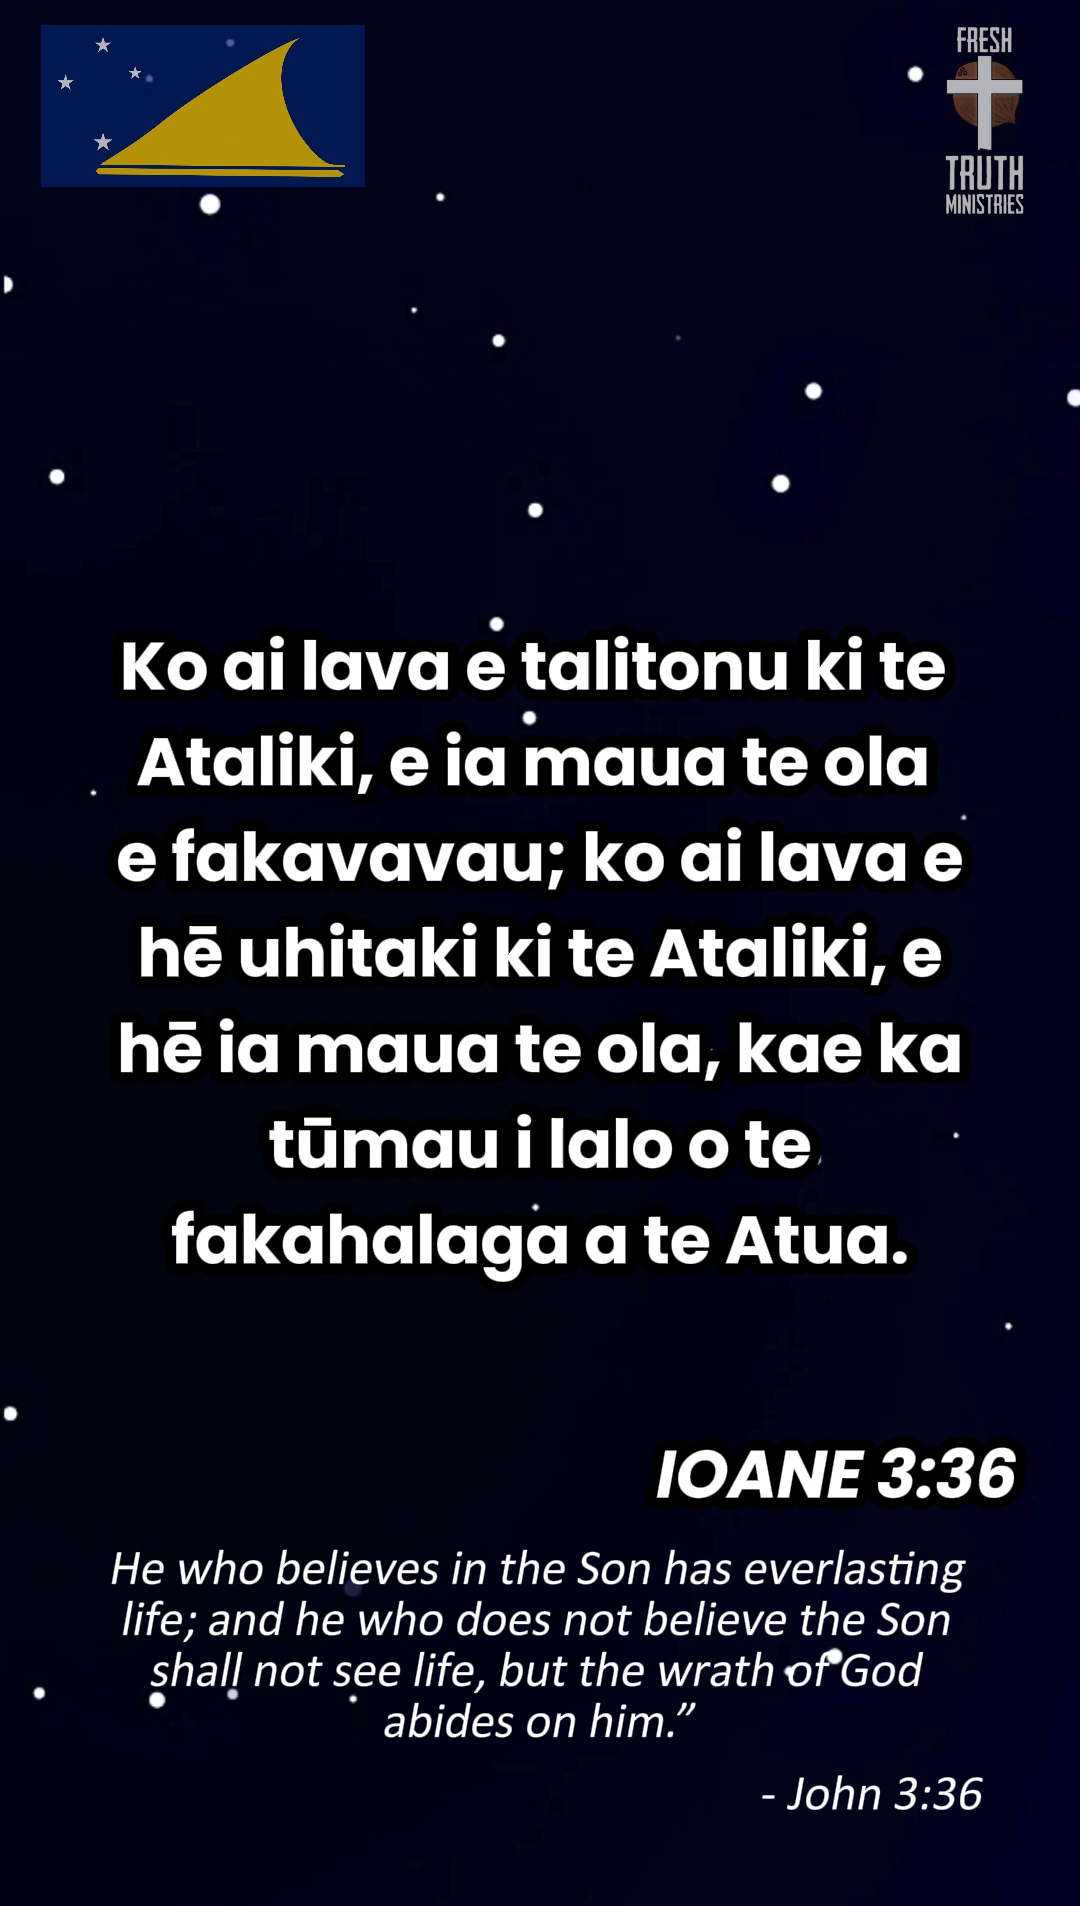 FRESH
TRUTH
MINISTRIES
Ko ai lava e talitonu ki te
Ataliki, e ia maua te ola
e fakavavau; ko ai lava e
hē uhitaki ki te Ataliki, e
hē ia maua te ola, kae ka
tūmau i lalo o te
fakahalaga a te Atua.
IOANE 3:36
He who believes in the Son has everlasting
life; and he who does not believe the Son
shall not see life, but the wrath of God
abides on him.”
- John 3:36